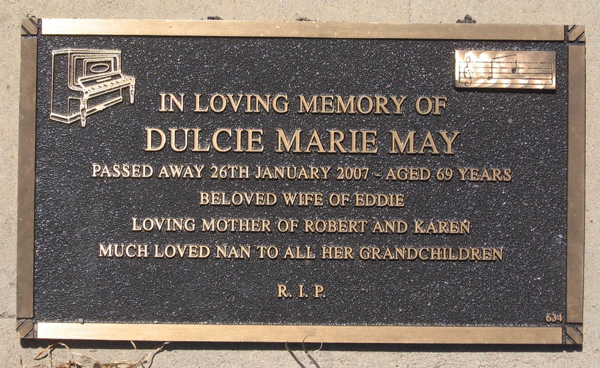 IN LOVING MEMORY OF
DULCIE MARIE MAY
PASSED AWAY 26TH JANUARY 2007 - AGED 69 YEARS
BELOVED WIFE OF EDDIE
LOVING MOTHER OF ROBERT AND KAREN
MUCH LOVED NAN TO ALL HER GRANDCHILDREN
R. I. P.
634